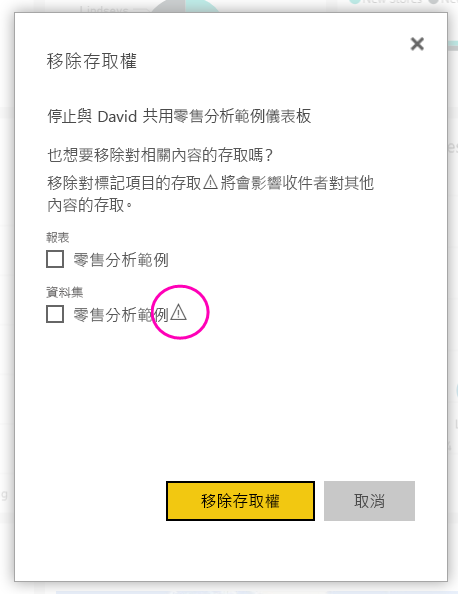 Lindseys
New Stores
移除存取權
停止與 David 共用零售分析範例儀表板
也想要移除對相關內容的存取嗎?
移除對標記項目的存取⚠將會影響收件者對其他
內容的存取。
報表
零售分析範例
資料集
零售分析範例⚠
移除存取權
取消